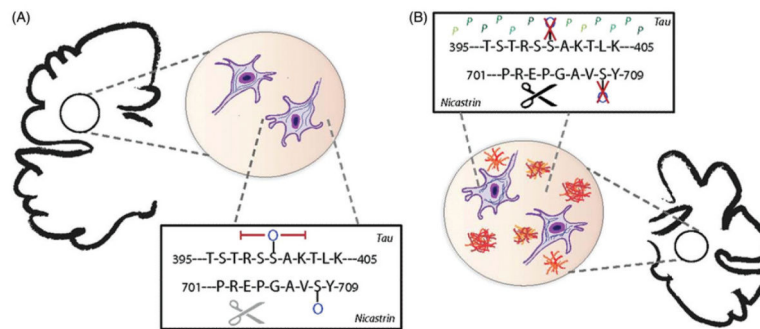 (A)
O
Tau
395---T-S-T-R-S-S-A-K-T-L-K---405
701---P-R-E-P-G-A-V-S-Y-709
Nicastrin
O
(B)
P P P P P P P P P
Tau
395---T-S-T-R-S-S-A-K-T-L-K---405
701---P-R-E-P-G-A-V-S-Y-709
Nicastrin